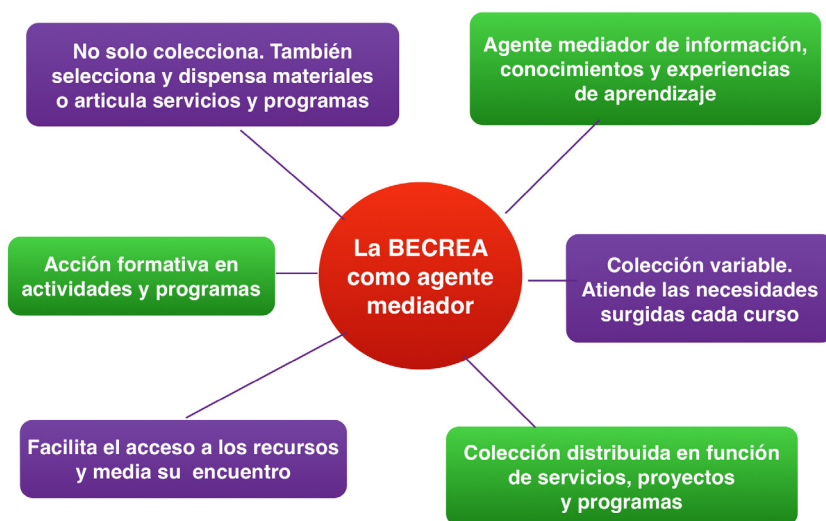 No solo colecciona. También
selecciona y dispensa materiales
o articula servicios y programas
Agente mediador de información,
conocimientos y experiencias
de aprendizaje
La BECREA
como agente
mediador
Acción formativa en
actividades y programas
Colección variable.
Atiende las necesidades
surgidas cada curso
Facilita el acceso a los recursos
y media su encuentro
Colección distribuida en función
de servicios, proyectos
y programas